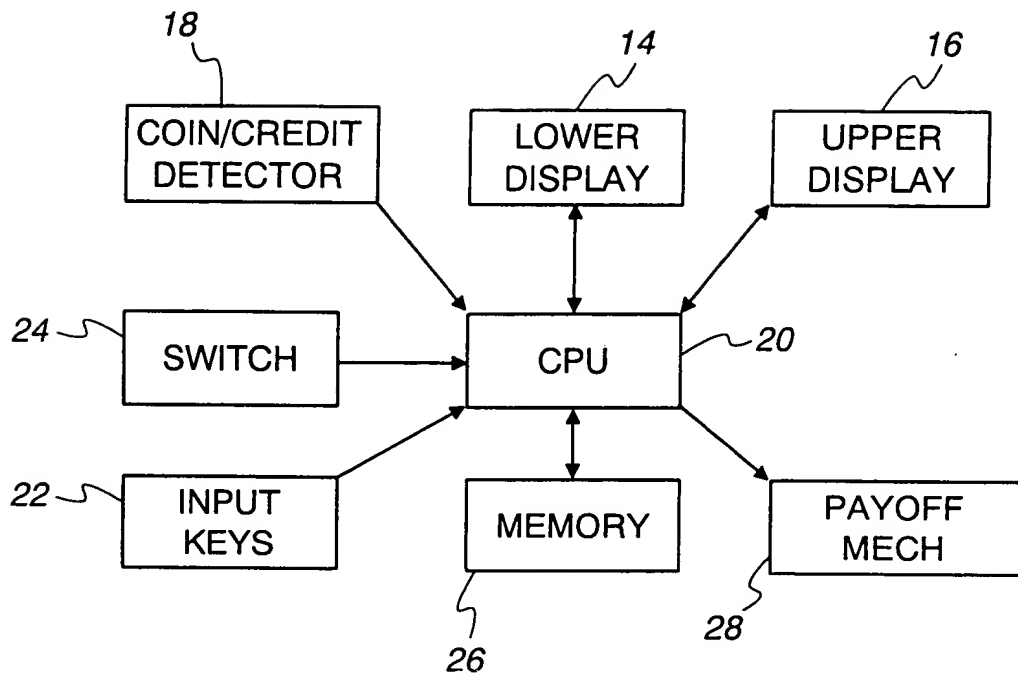 18
14
16
COIN/CREDIT
DETECTOR
LOWER
DISPLAY
UPPER
DISPLAY
24
SWITCH
CPU
20
22
INPUT
KEYS
MEMORY
PAYOFF
MECH
26
28